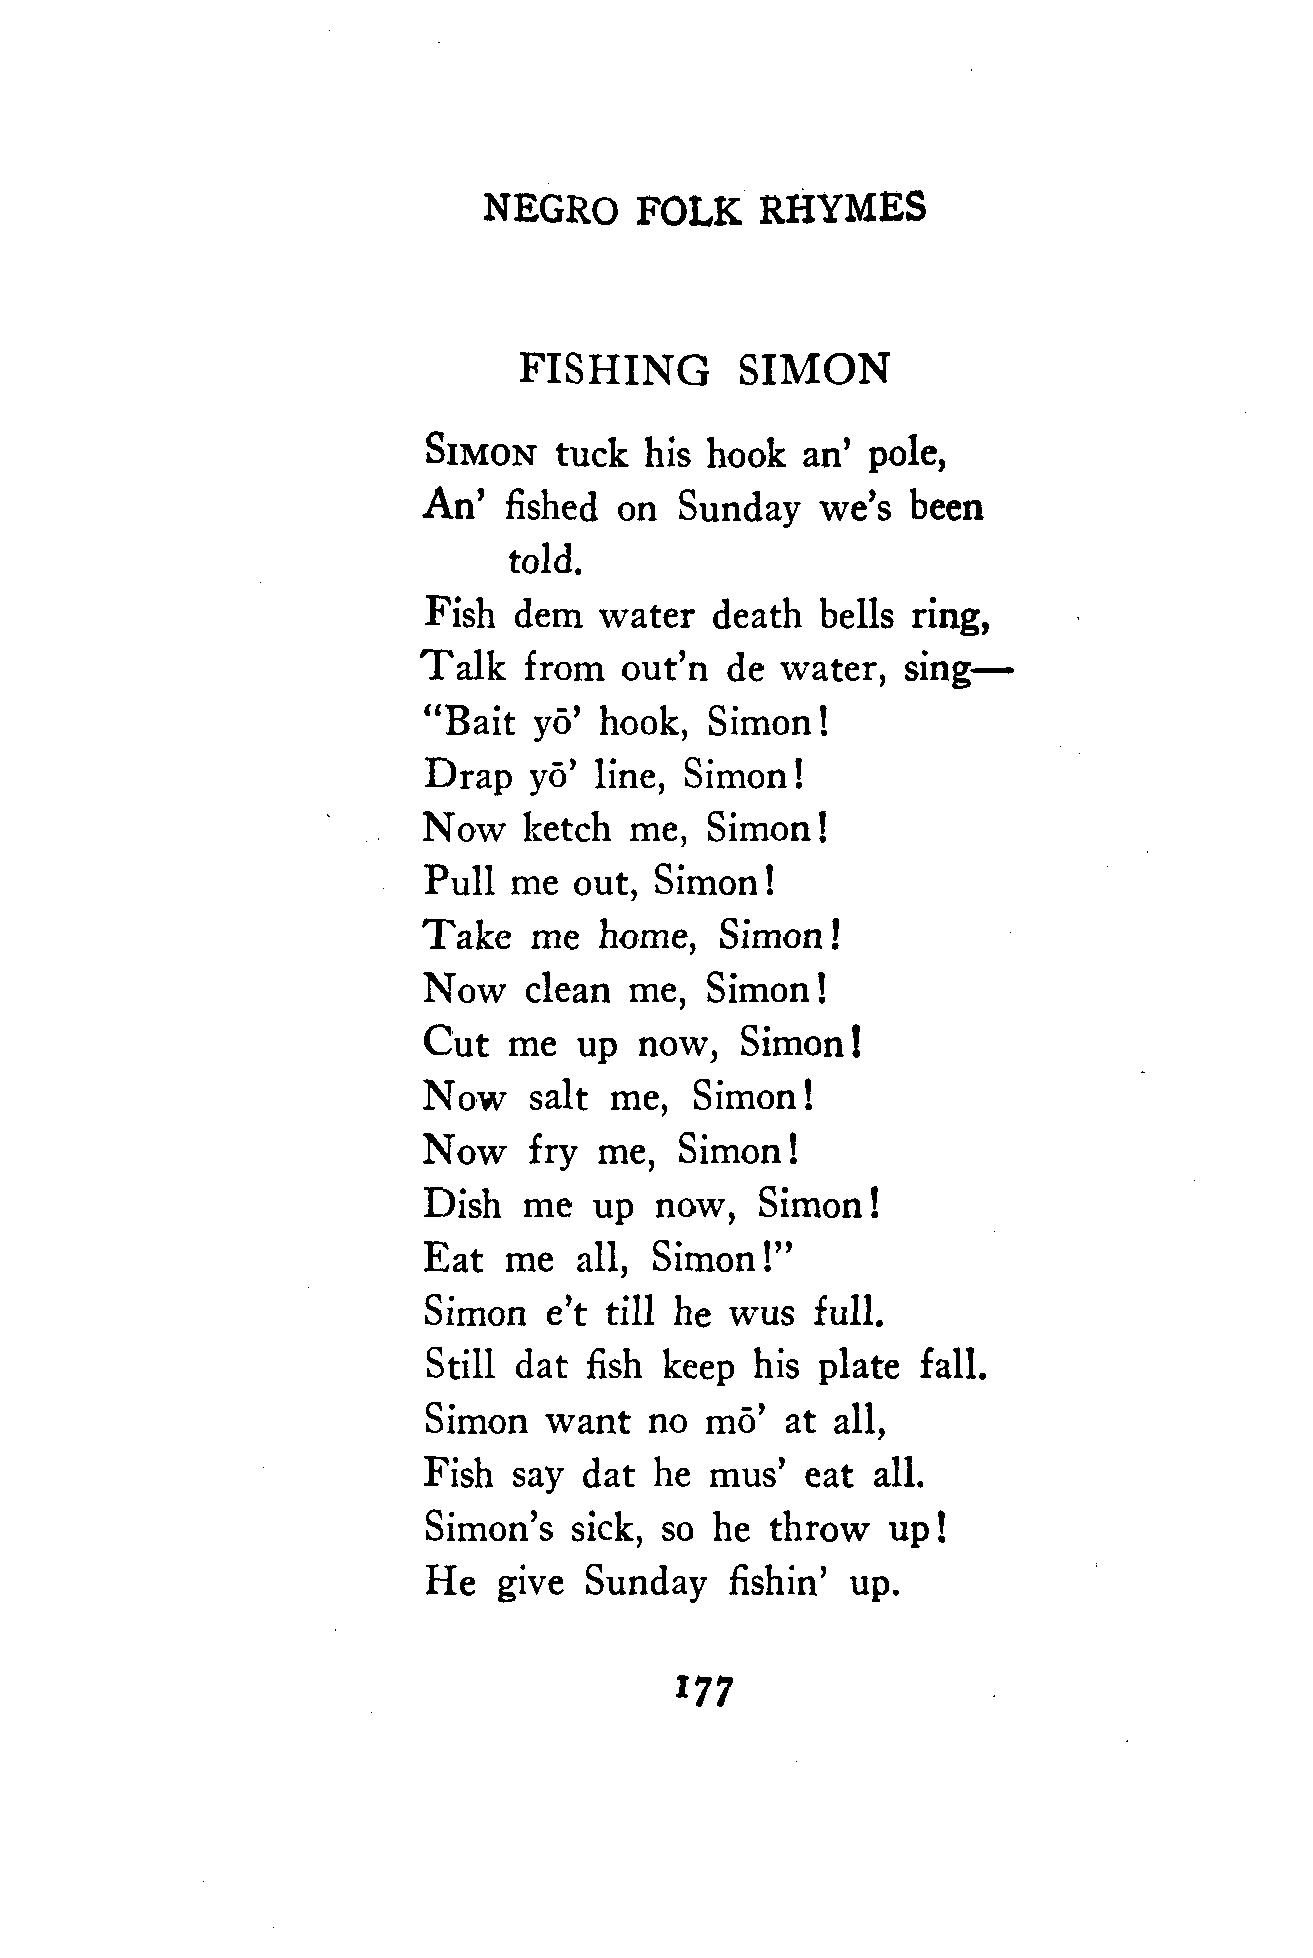 NEGRO FOLK RHYMES
FISHING SIMON
SIMON tuck his hook an' pole,
An' fished on Sunday we's been
told.
Fish dem water death bells ring,
Talk from out'n de water, sing—
"Bait yō' hook, Simon!
Drap yō' line, Simon!
Now ketch me, Simon!
Pull me out, Simon!
Take me home, Simon!
Now clean me, Simon!
Cut me up now, Simon!
Now salt me, Simon!
Now fry me, Simon!
Dish me up now, Simon!
Eat me all, Simon!"
Simon e't till he wus full.
Still dat fish keep his plate fall.
Simon want no mō' at all,
Fish say dat he mus' eat all.
Simon's sick, so he throw up!
He give Sunday fishin' up.
177